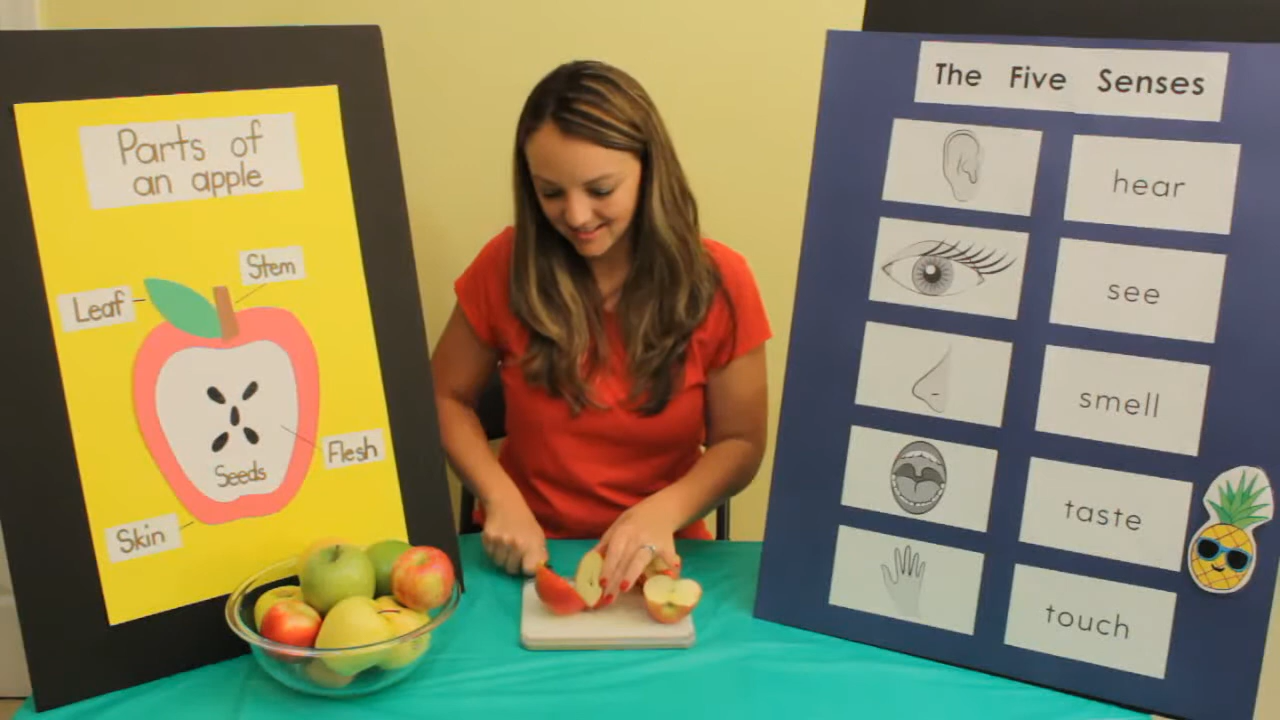 Parts of
an apple
Stem
Leaf
Flesh
Seeds
Skin
The Five Senses
hear
see
smell
taste
touch